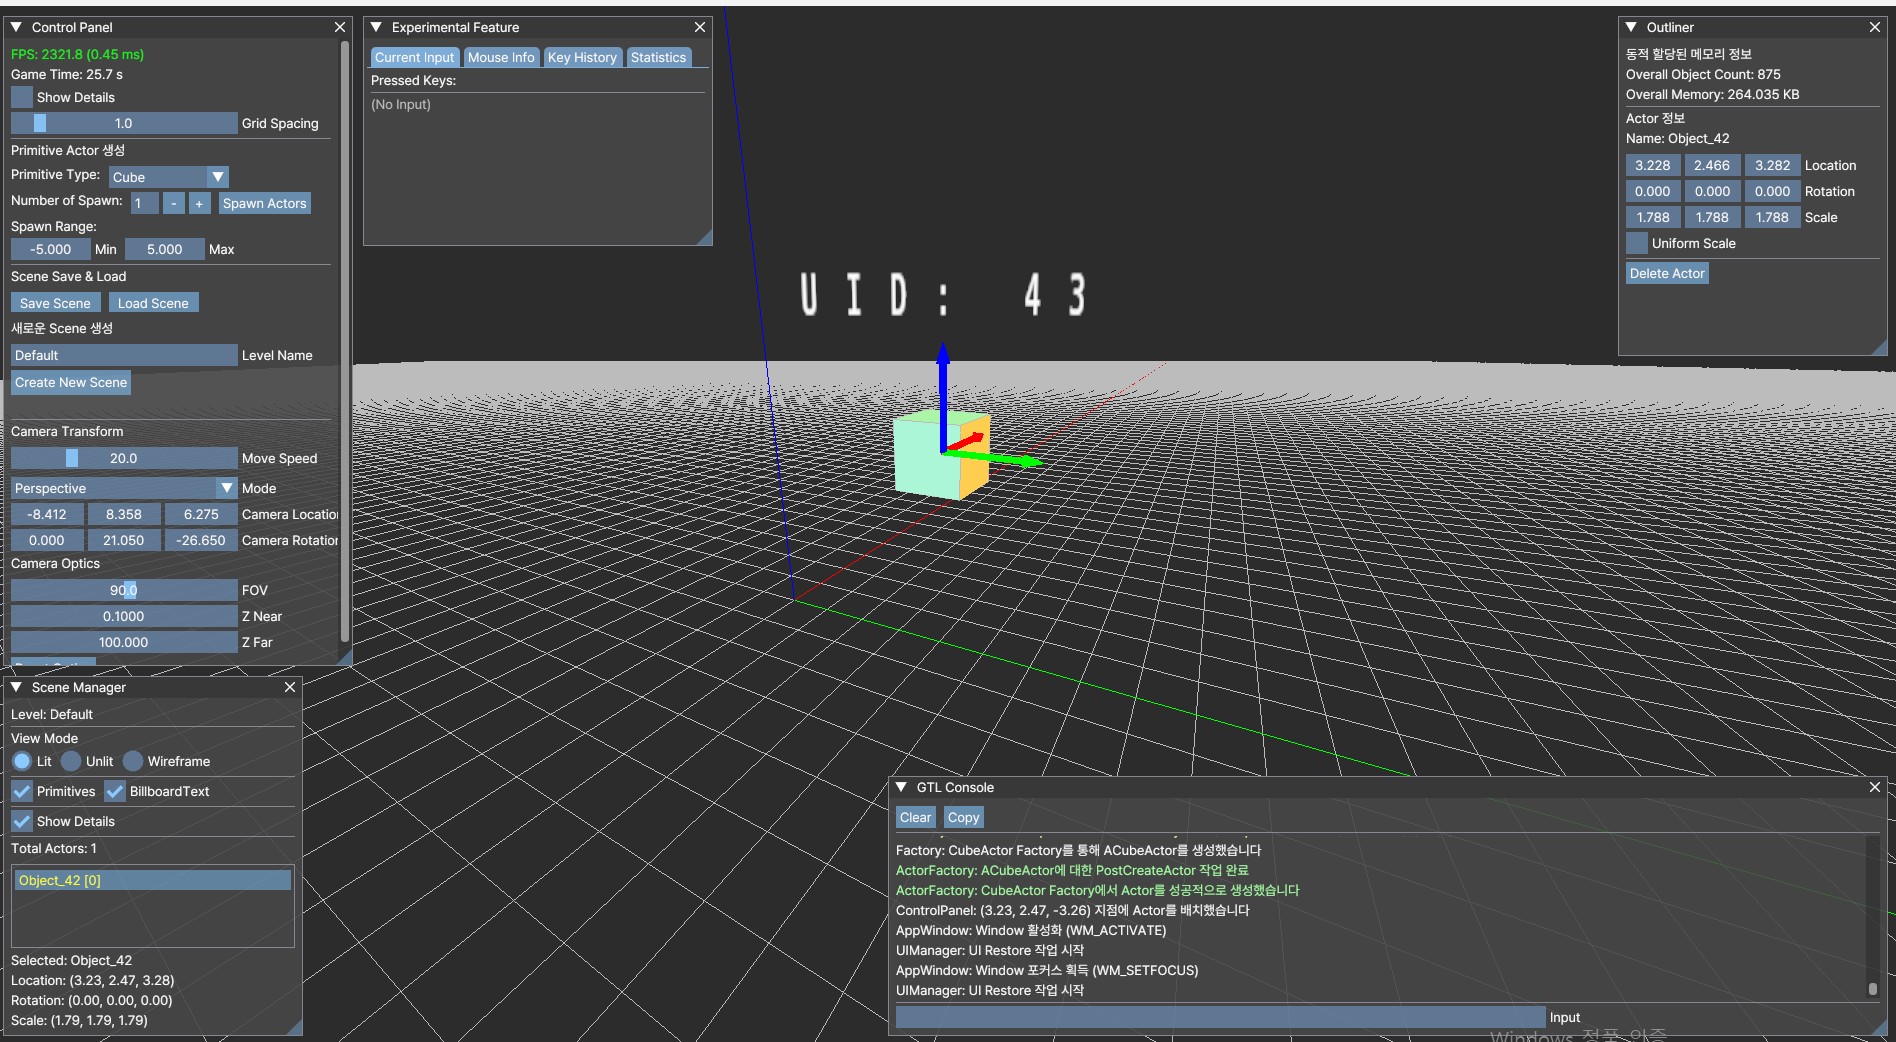 Control Panel
FPS: 2321.8 (0.45 ms)
Game Time: 25.7 s
Show Details
1.0 Grid Spacing
Primitive Actor 생성
Primitive Type: Cube
Number of Spawn: 1 - + Spawn Actors
Spawn Range:
-5.000 Min 5.000 Max
Scene Save & Load
Save Scene Load Scene
새로운 Scene 생성
Default Level Name
Create New Scene
Camera Transform
20.0 Move Speed
Perspective Mode
-8.412 8.358 6.275 Camera Location
0.000 21.050 -26.650 Camera Rotation
Camera Optics
90.0 FOV
0.1000 Z Near
100.000 Z Far
Scene Manager
Level: Default
View Mode
Lit Unlit Wireframe
Primitives BillboardText
Show Details
Total Actors: 1
Object_42 [0]
Selected: Object_42
Location: (3.23, 2.47, 3.28)
Rotation: (0.00, 0.00, 0.00)
Scale: (1.79, 1.79, 1.79)
Experimental Feature
Current Input Mouse Info Key History Statistics
Pressed Keys:
(No Input)
UID: 43
Outliner
동적 할당된 메모리 정보
Overall Object Count: 875
Overall Memory: 264.035 KB
Actor 정보
Name: Object_42
3.228 2.466 3.282 Location
0.000 0.000 0.000 Rotation
1.788 1.788 1.788 Scale
Uniform Scale
Delete Actor
GTL Console
Clear Copy
Factory: CubeActor Factory를 통해 ACubeActor를 생성했습니다
ActorFactory: ACubeActor에 대한 PostCreateActor 작업 완료
ActorFactory: CubeActor Factory에서 Actor를 성공적으로 생성했습니다
ControlPanel: (3.23, 2.47, -3.26) 지점에 Actor를 배치했습니다
AppWindow: Window 활성화 (WM_ACTIVATE)
UIManager: UI Restore 작업 시작
AppWindow: Window 포커스 획득 (WM_SETFOCUS)
UIManager: UI Restore 작업 시작
Input
Windows 정품 인증